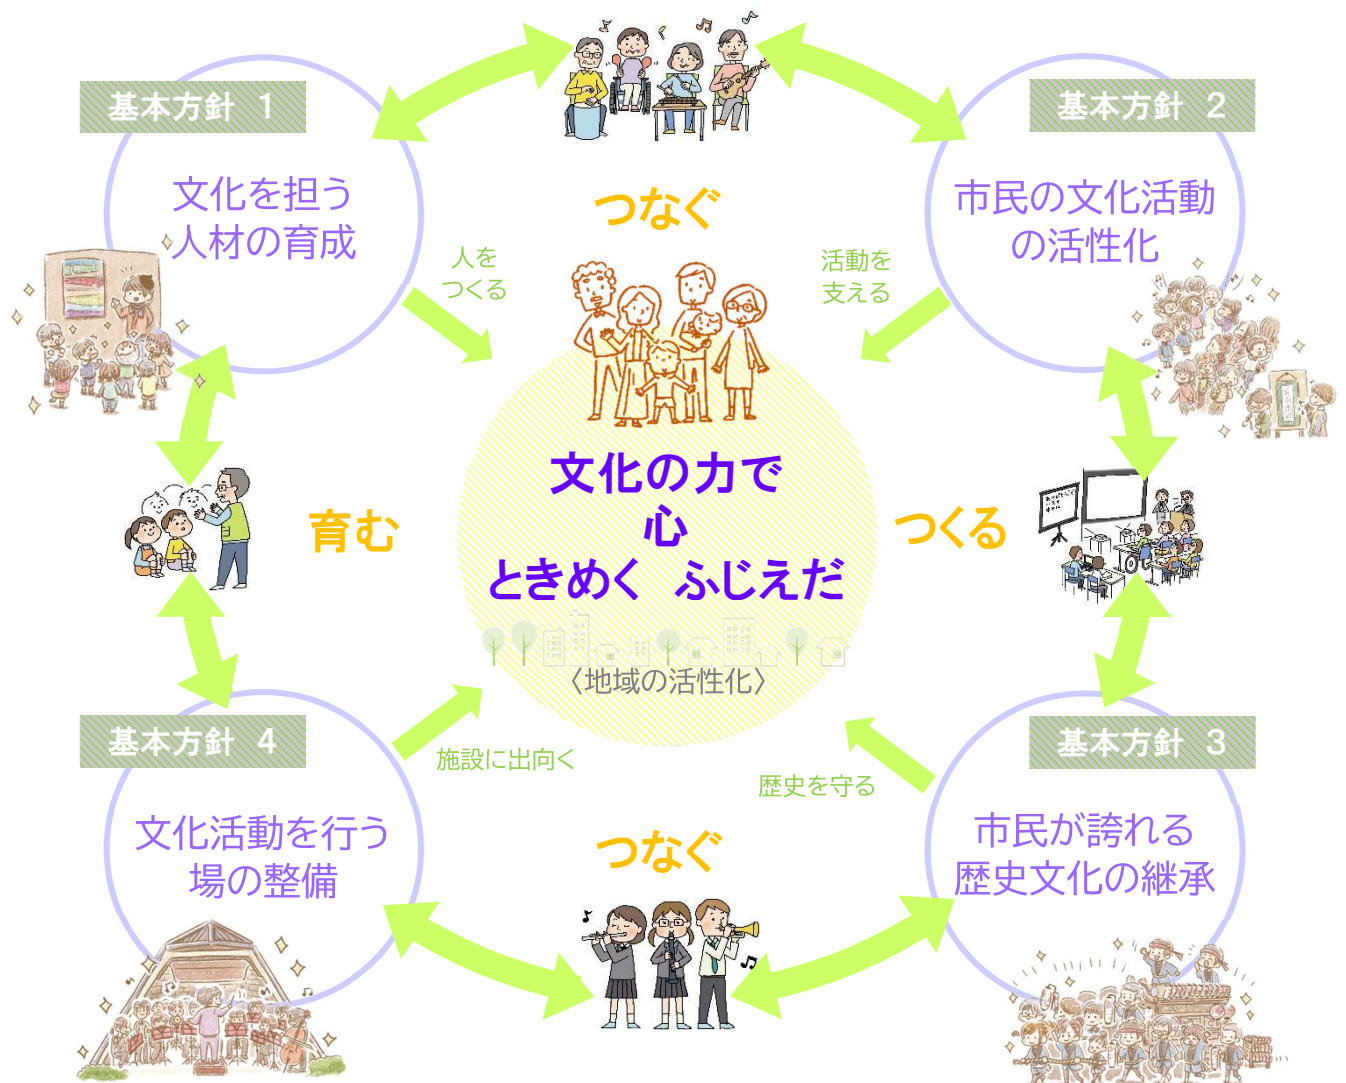 基本方針 1
文化を担う
人材の育成
基本方針 2
市民の文化活動
の活性化
つなぐ
人を
つくる
活動を
支える
育む
文化の力で
心
ときめく ふじえだ
〈地域の活性化〉
つくる
基本方針 4
文化活動を行う
場の整備
施設に出向く
基本方針 3
市民が誇れる
歴史文化の継承
歴史を守る
つなぐ